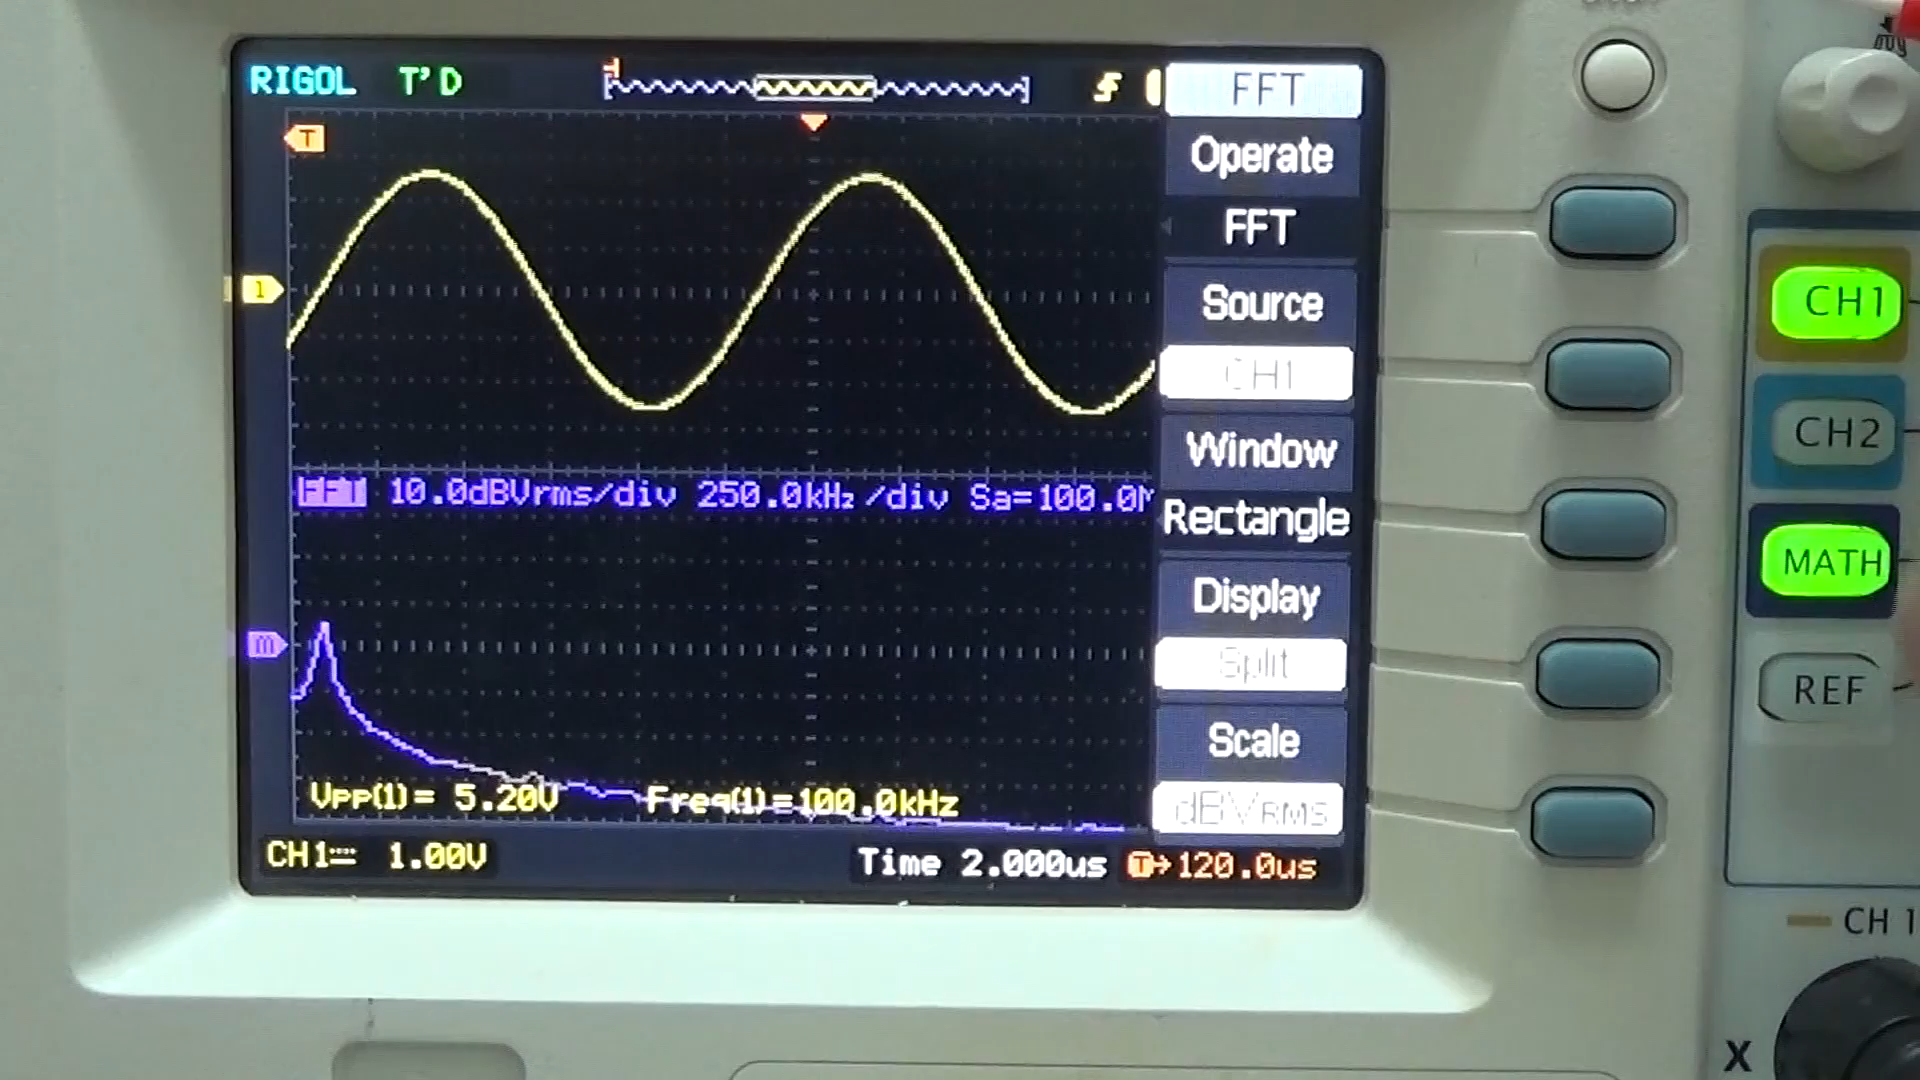 RIGOL T'D
T
FFT
Operate
FFT
Source
CH1
Window
Rectangle
Display
Split
Scale
dBVRMS
1
FFT 10.0dBVrms/div 250.0kHz/div Sa=100.0M
m
Vpp(1)= 5.20V Freq(1)=100.0kHz
CH1 1.00V Time 2.000us T→120.0us
CH1
CH2
MATH
REF
CH 1
X